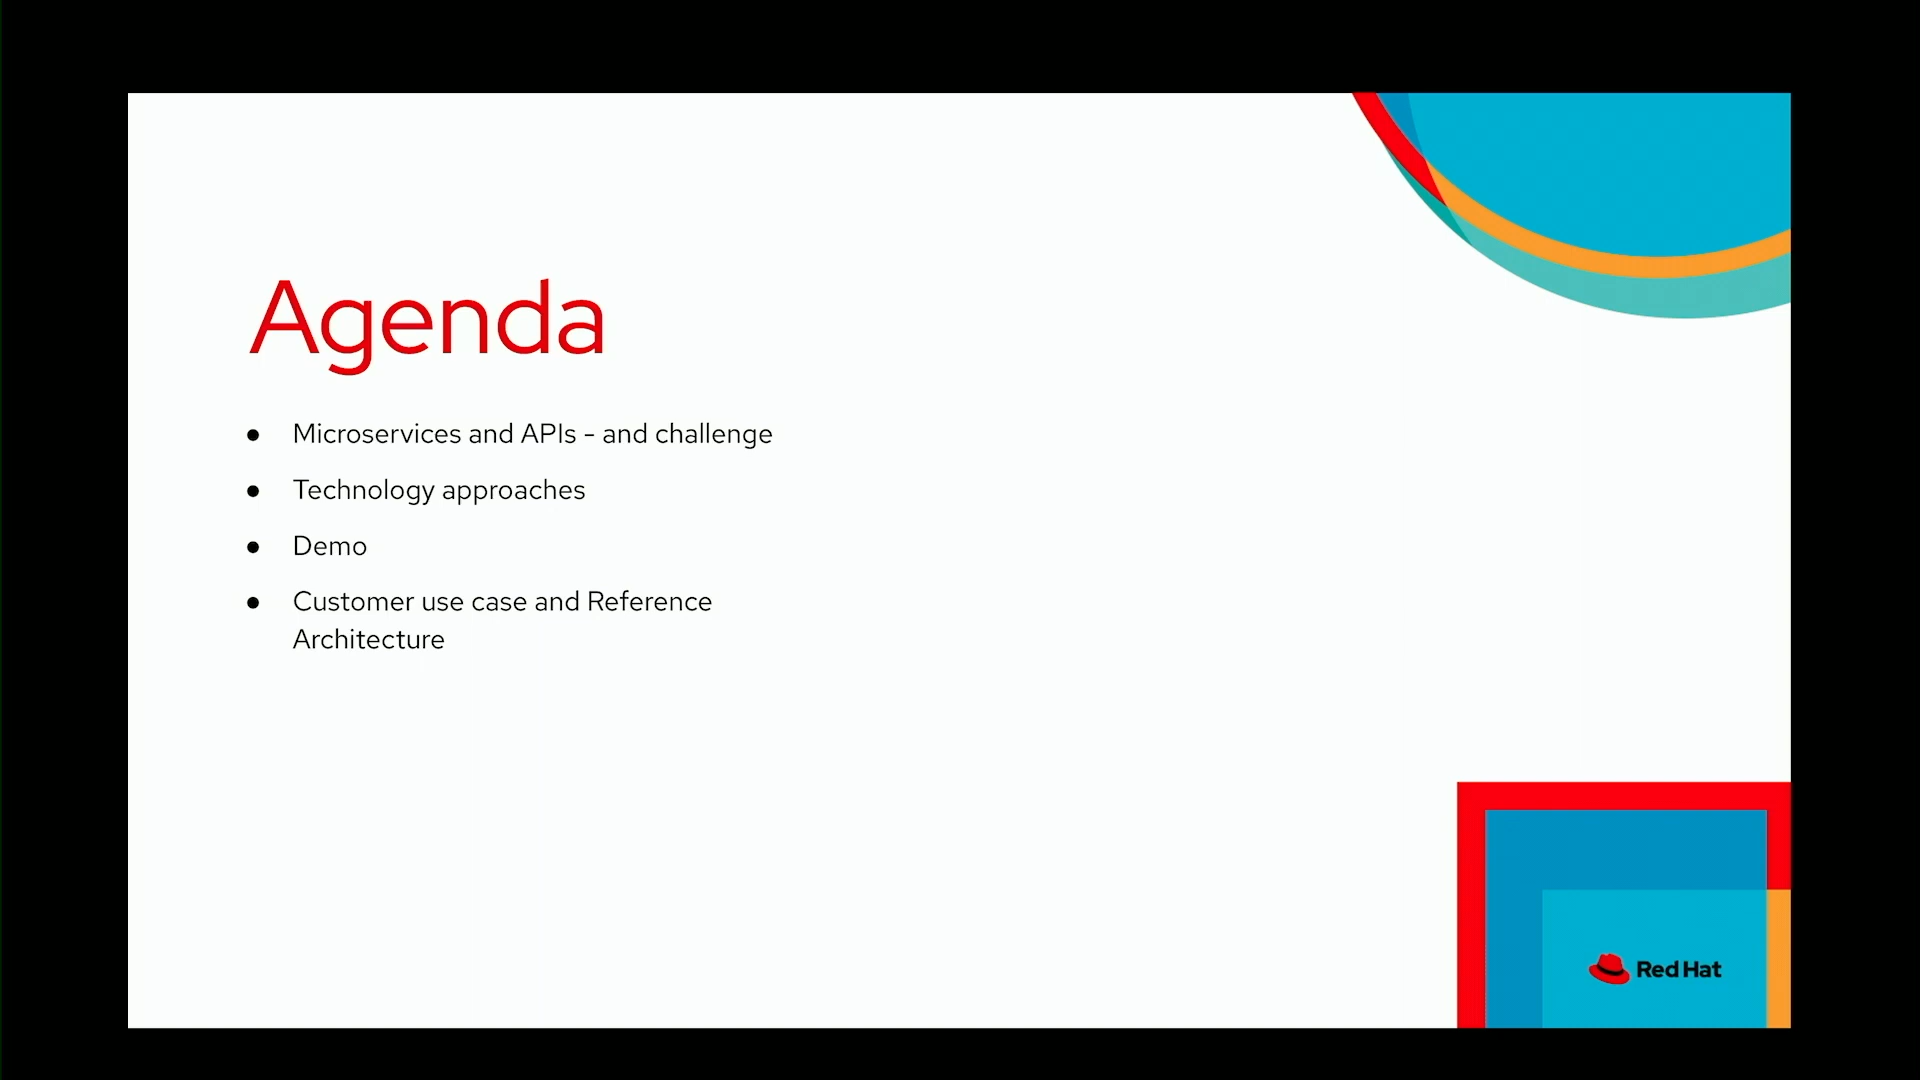 Agenda
● Microservices and APIs - and challenge
● Technology approaches
● Demo
● Customer use case and Reference
Architecture
Red Hat